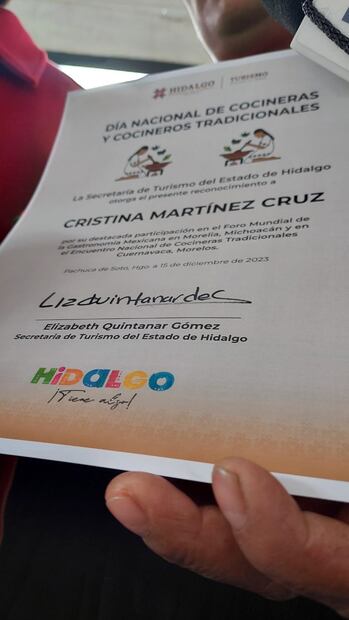 HIDALGO TURISMO
DÍA NACIONAL DE COCINERAS
Y COCINEROS TRADICIONALES
La Secretaría de Turismo del Estado de Hidalgo
otorga el presente reconocimiento a
CRISTINA MARTÍNEZ CRUZ
por su destacada participación en el Foro Mundial de
la Gastronomía Mexicana en Morelia, Michoacán y en
el Encuentro Nacional de Cocineras Tradicionales
Cuernavaca, Morelos.
Pachuca de Soto, Hgo. a 15 de diciembre de 2023
Elizabeth Quintanar Gómez
Secretaría de Turismo del Estado de Hidalgo
HiDALGO
¡Tiene algo!